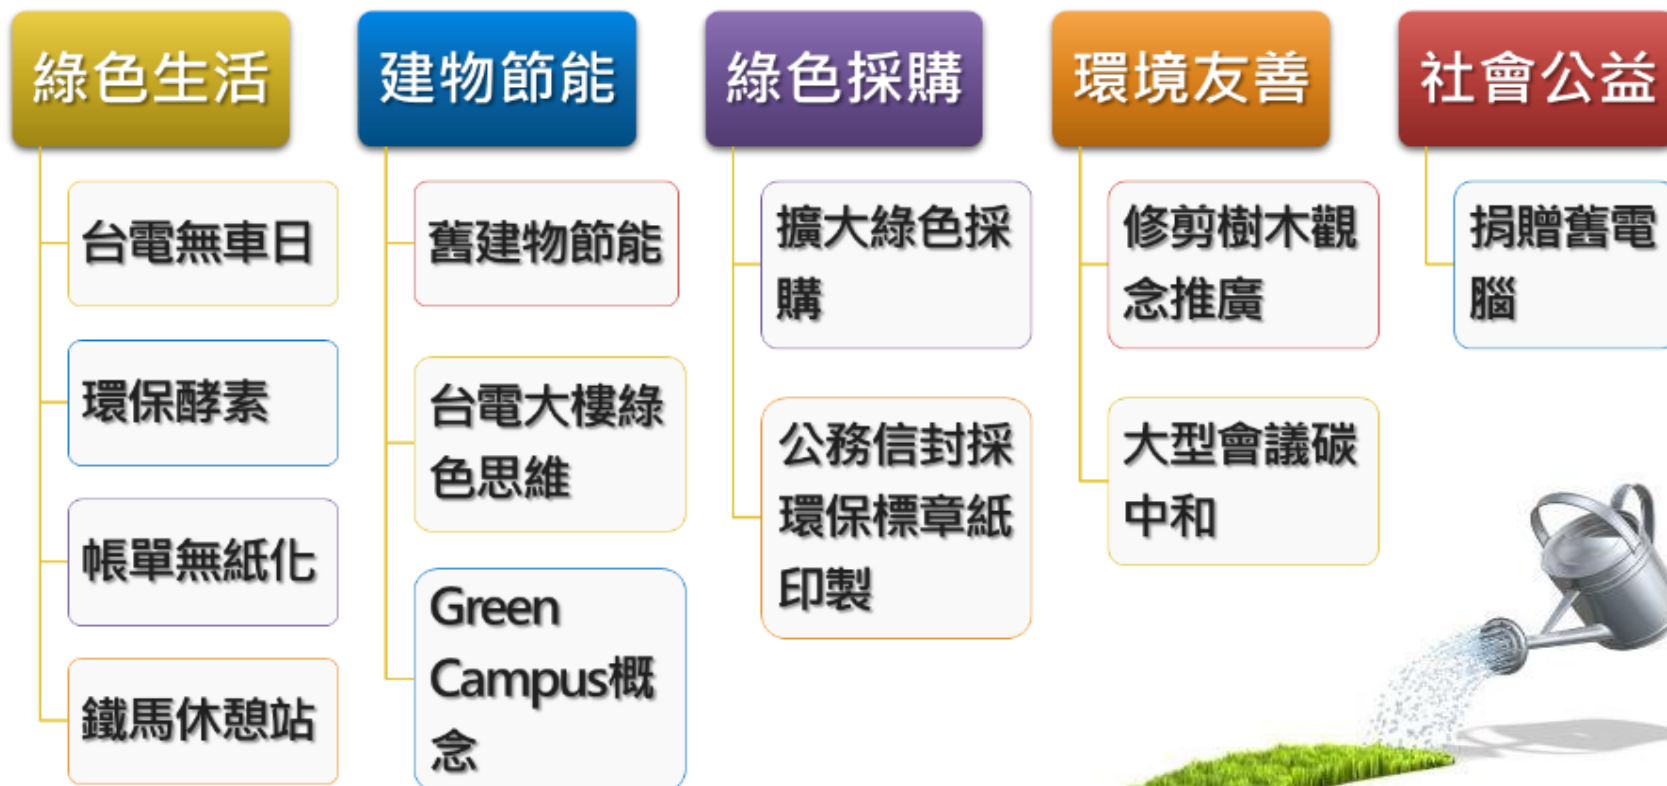 綠色生活
台電無車日
環保酵素
帳單無紙化
鐵馬休憩站
建物節能
舊建物節能
台電大樓綠
色思維
Green
Campus概
念
綠色採購
擴大綠色採
購
公務信封採
環保標章紙
印製
環境友善
修剪樹木觀
念推廣
大型會議碳
中和
社會公益
捐贈舊電
腦